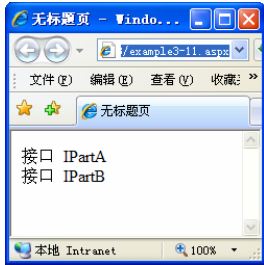 无标题页 - Windo...
/example3-11.aspx
文件(F) 编辑(E) 查看(V) 收藏 »
无标题页
接口 IPartA
接口 IPartB
本地 Intranet 100%